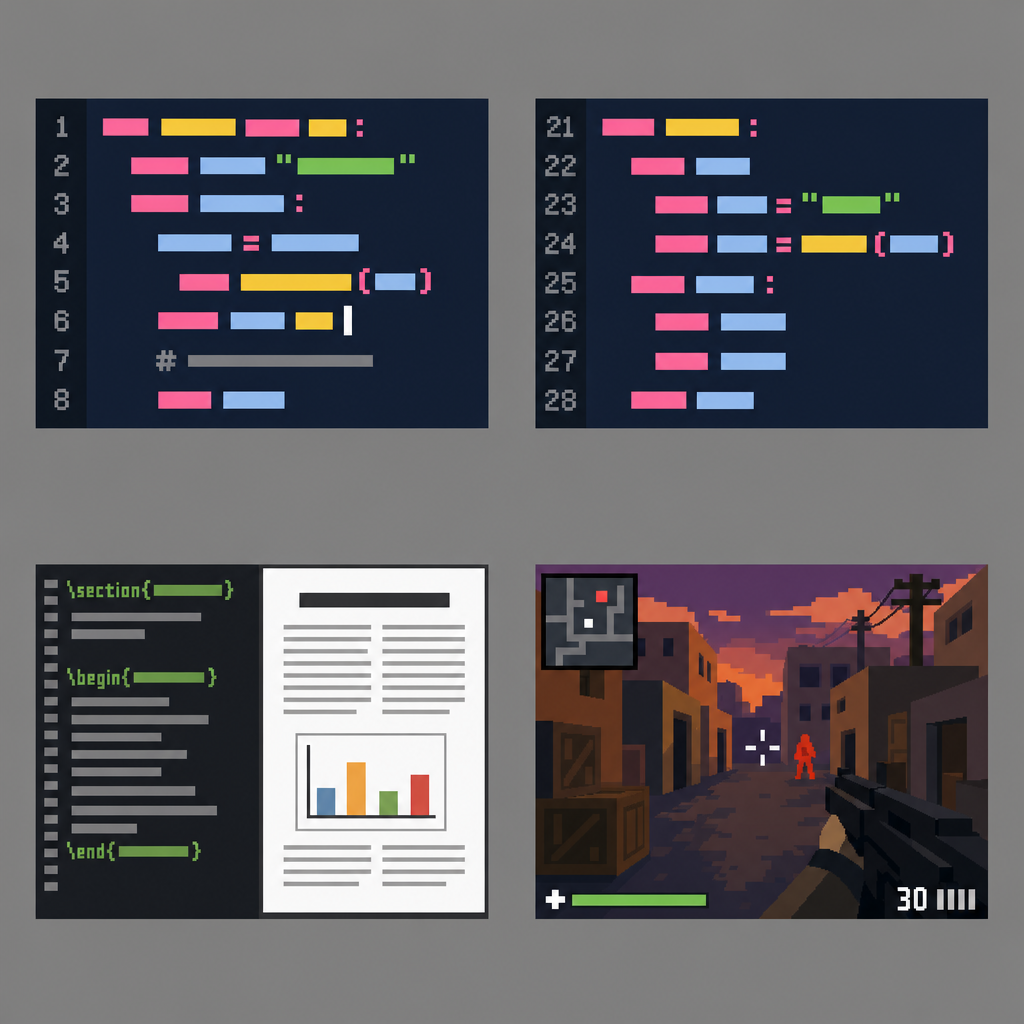 1 :
2 " "
3 :
4 =
5 ( )
6
7 #
8
21 :
22
23 = " "
24 = ( )
25 :
26
27
28
\section{ }
\begin{ }
\end{ }
30